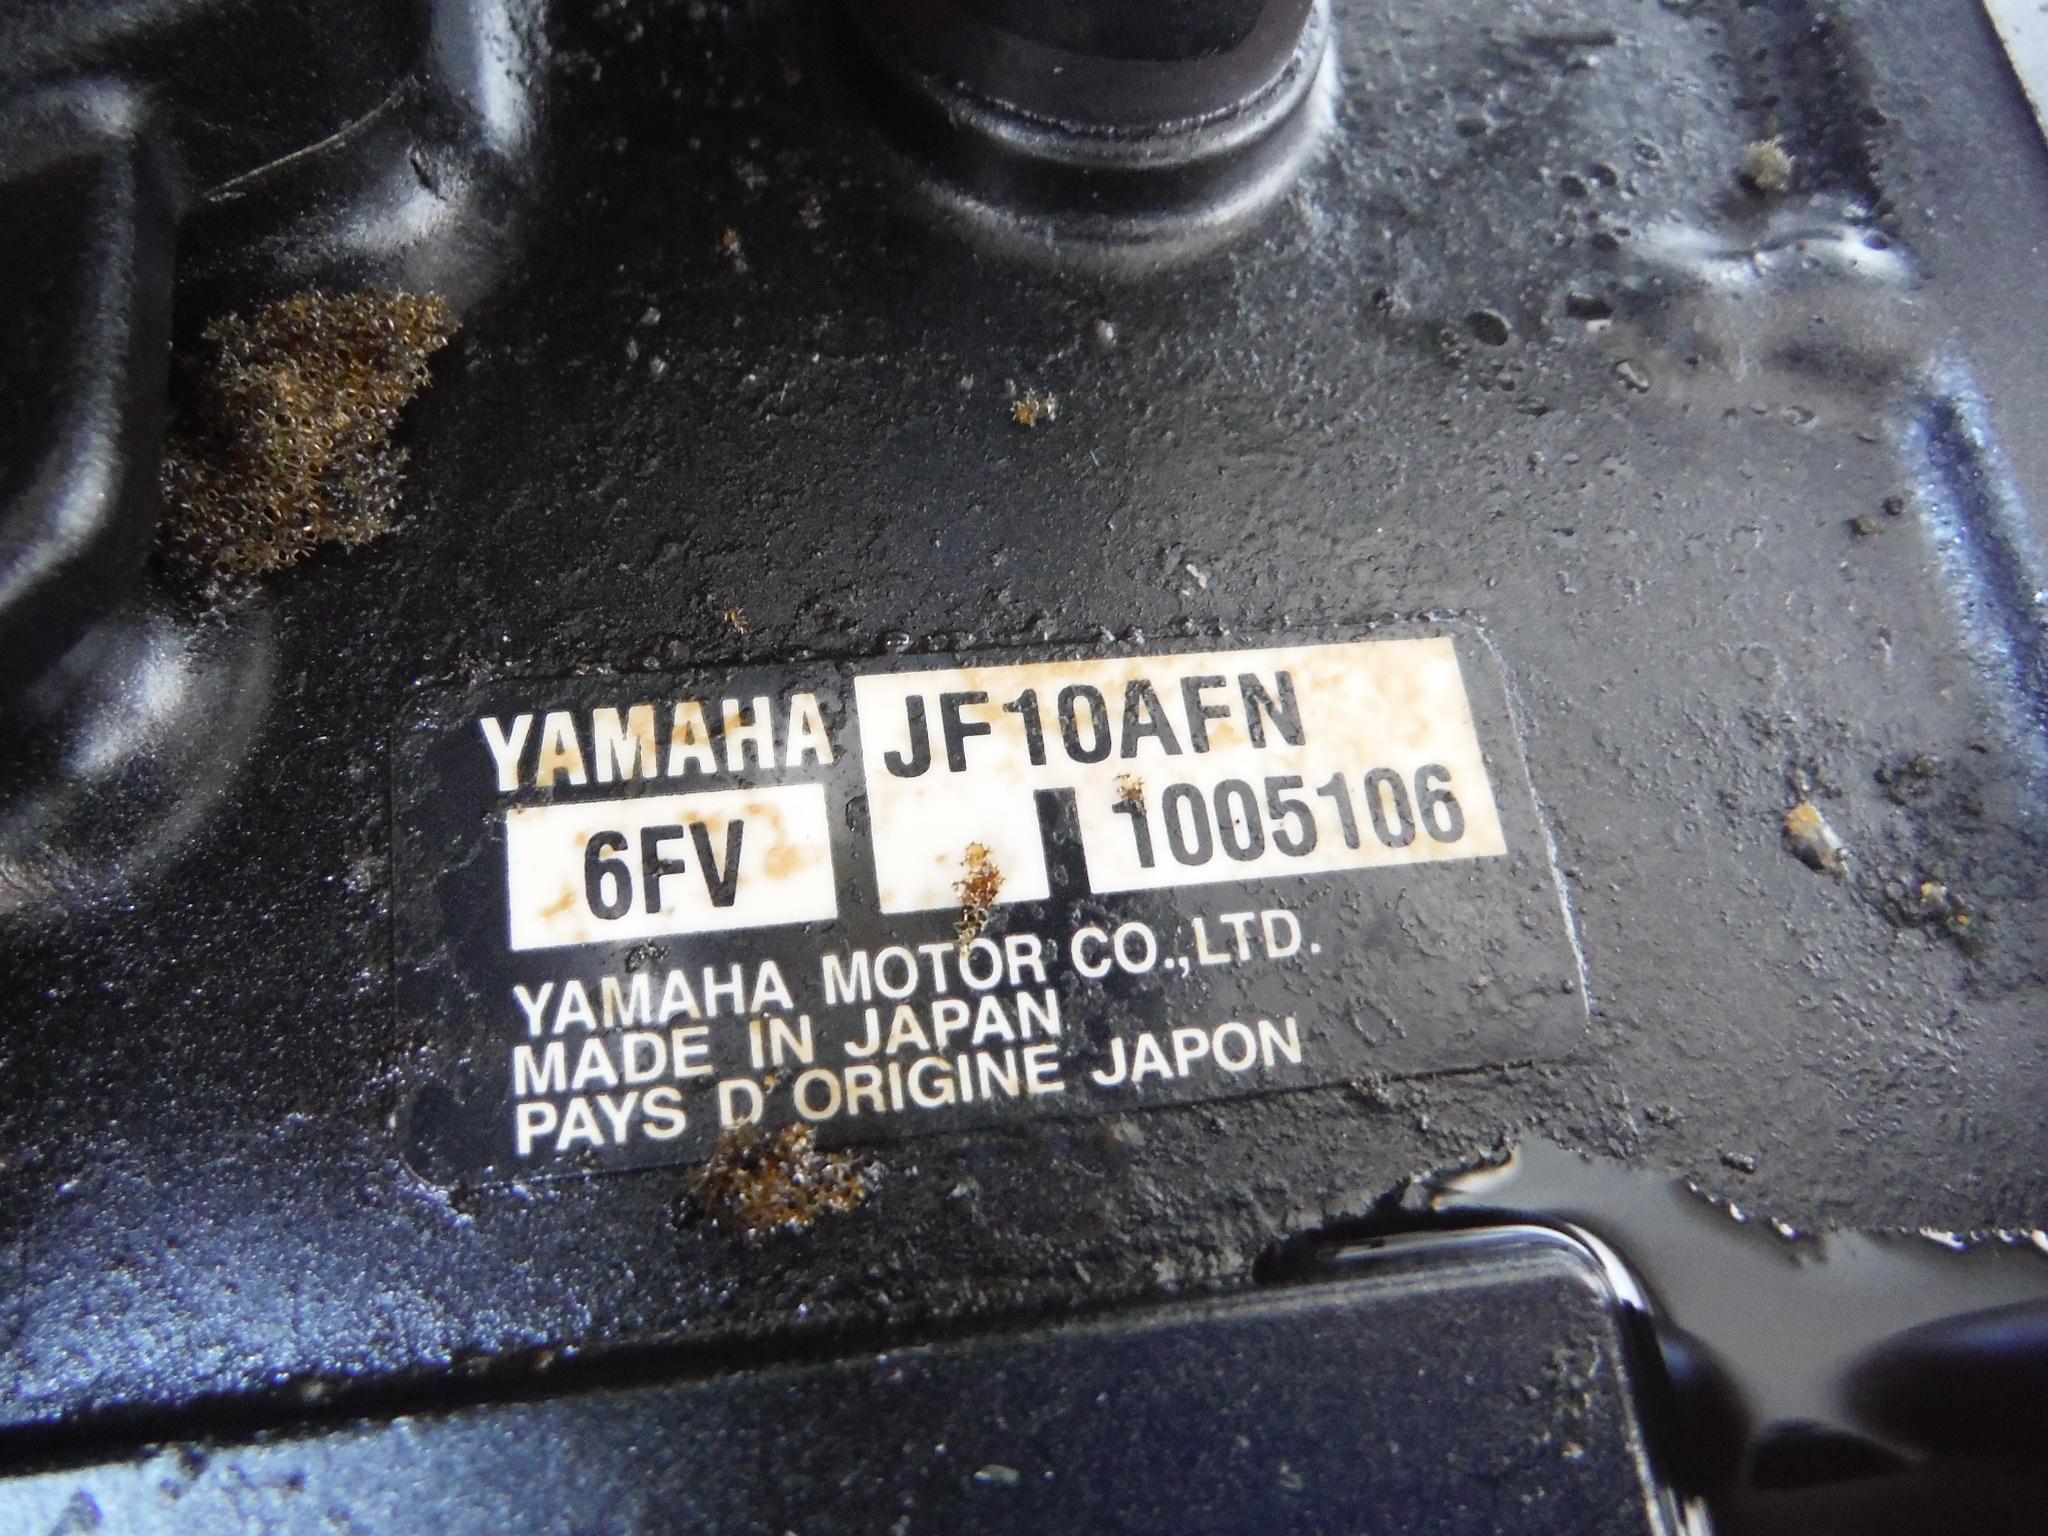 YAMAHA JF10AFN
6FV 1005106
YAMAHA MOTOR CO.,LTD.
MADE IN JAPAN
PAYS D'ORIGINE JAPON